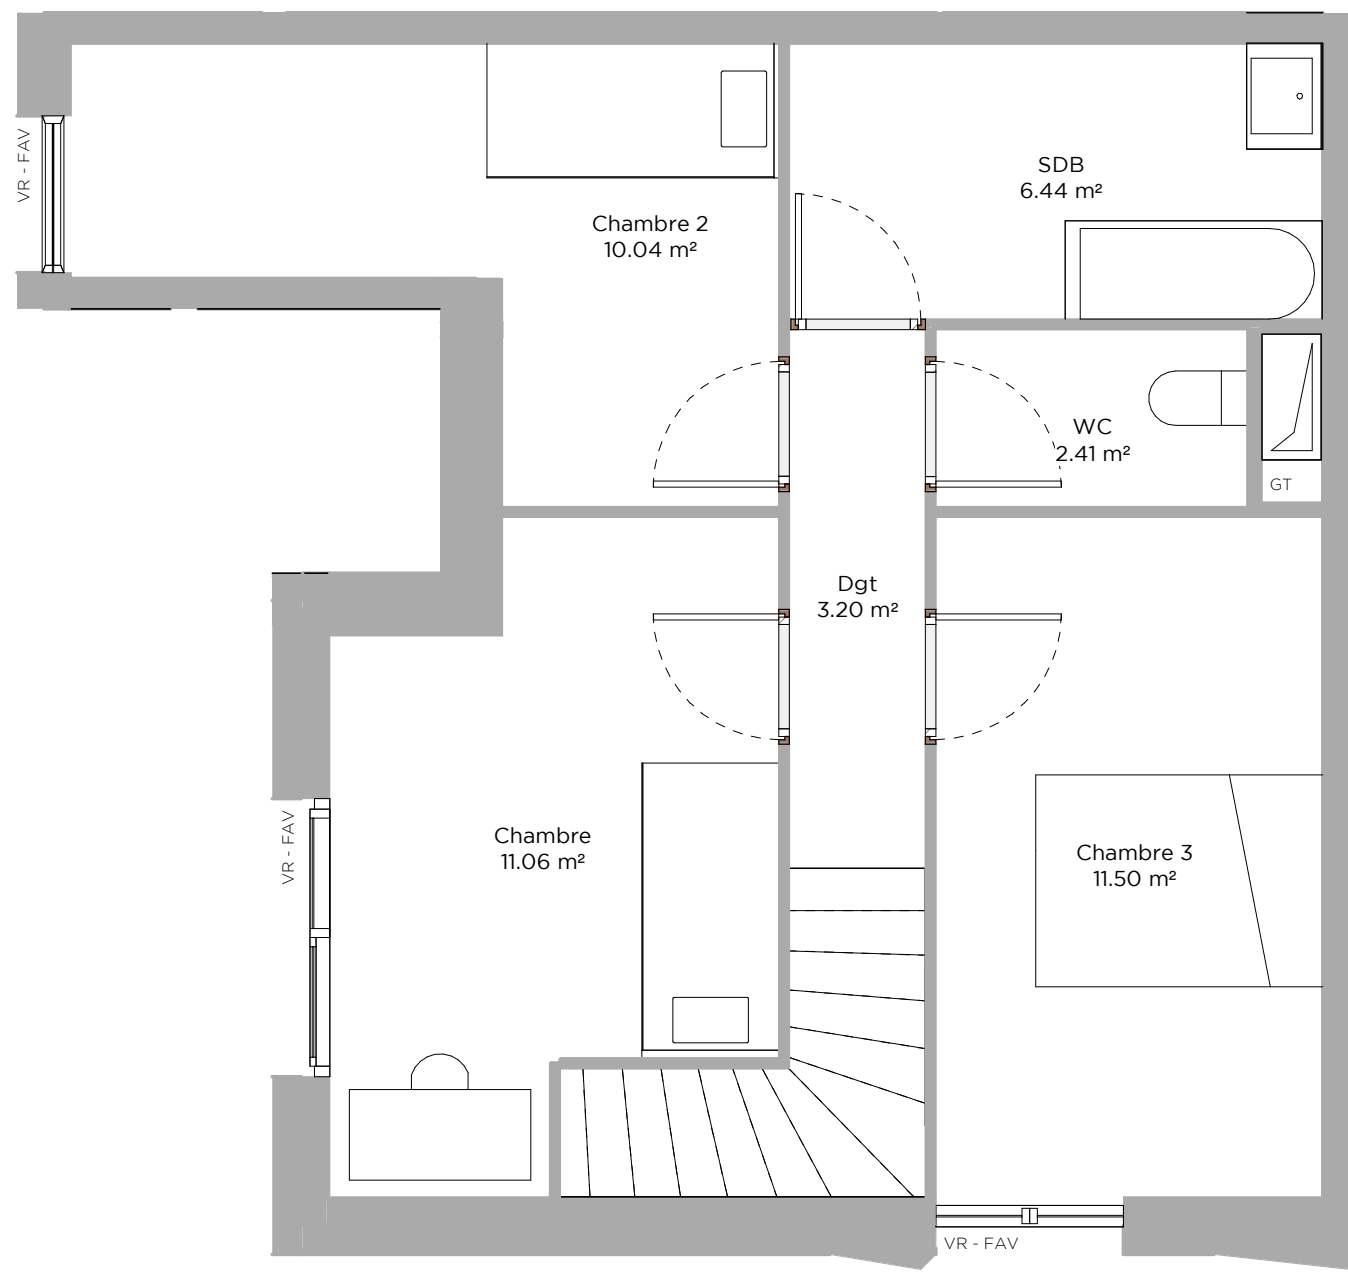 VR - FAV
SDB
6.44 m²
Chambre 2
10.04 m²
WC
2.41 m²
GT
Dgt
3.20 m²
VR - FAV
Chambre
11.06 m²
Chambre 3
11.50 m²
VR - FAV